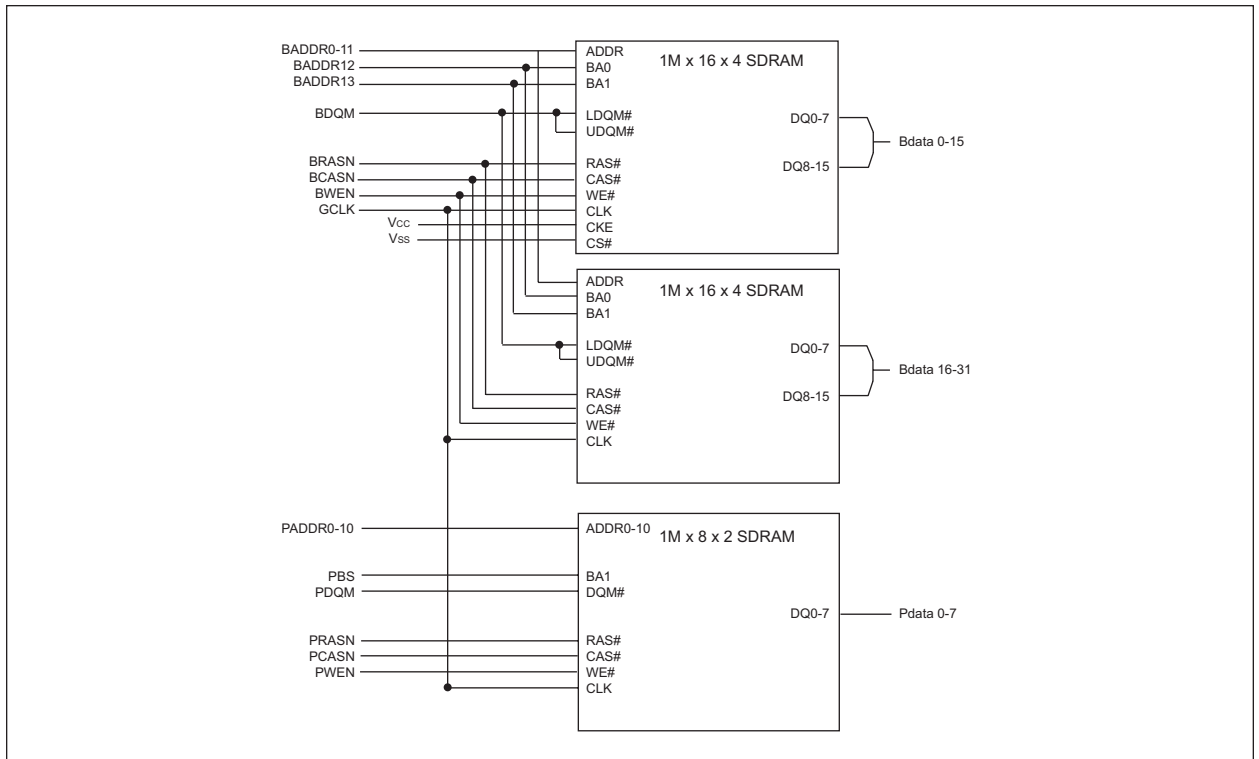 BADDR0-11
BADDR12
BADDR13
BDQM
BRASN
BCASN
BWEN
GCLK
Vcc
Vss
ADDR
BA0
BA1
LDQM#
UDQM#
RAS#
CAS#
WE#
CLK
CKE
CS#
1M x 16 x 4 SDRAM
DQ0-7
DQ8-15
Bdata 0-15
ADDR
BA0
BA1
LDQM#
UDQM#
RAS#
CAS#
WE#
CLK
1M x 16 x 4 SDRAM
DQ0-7
DQ8-15
Bdata 16-31
PADDR0-10
PBS
PDQM
PRASN
PCASN
PWEN
ADDR0-10
BA1
DQM#
RAS#
CAS#
WE#
CLK
1M x 8 x 2 SDRAM
DQ0-7
Pdata 0-7